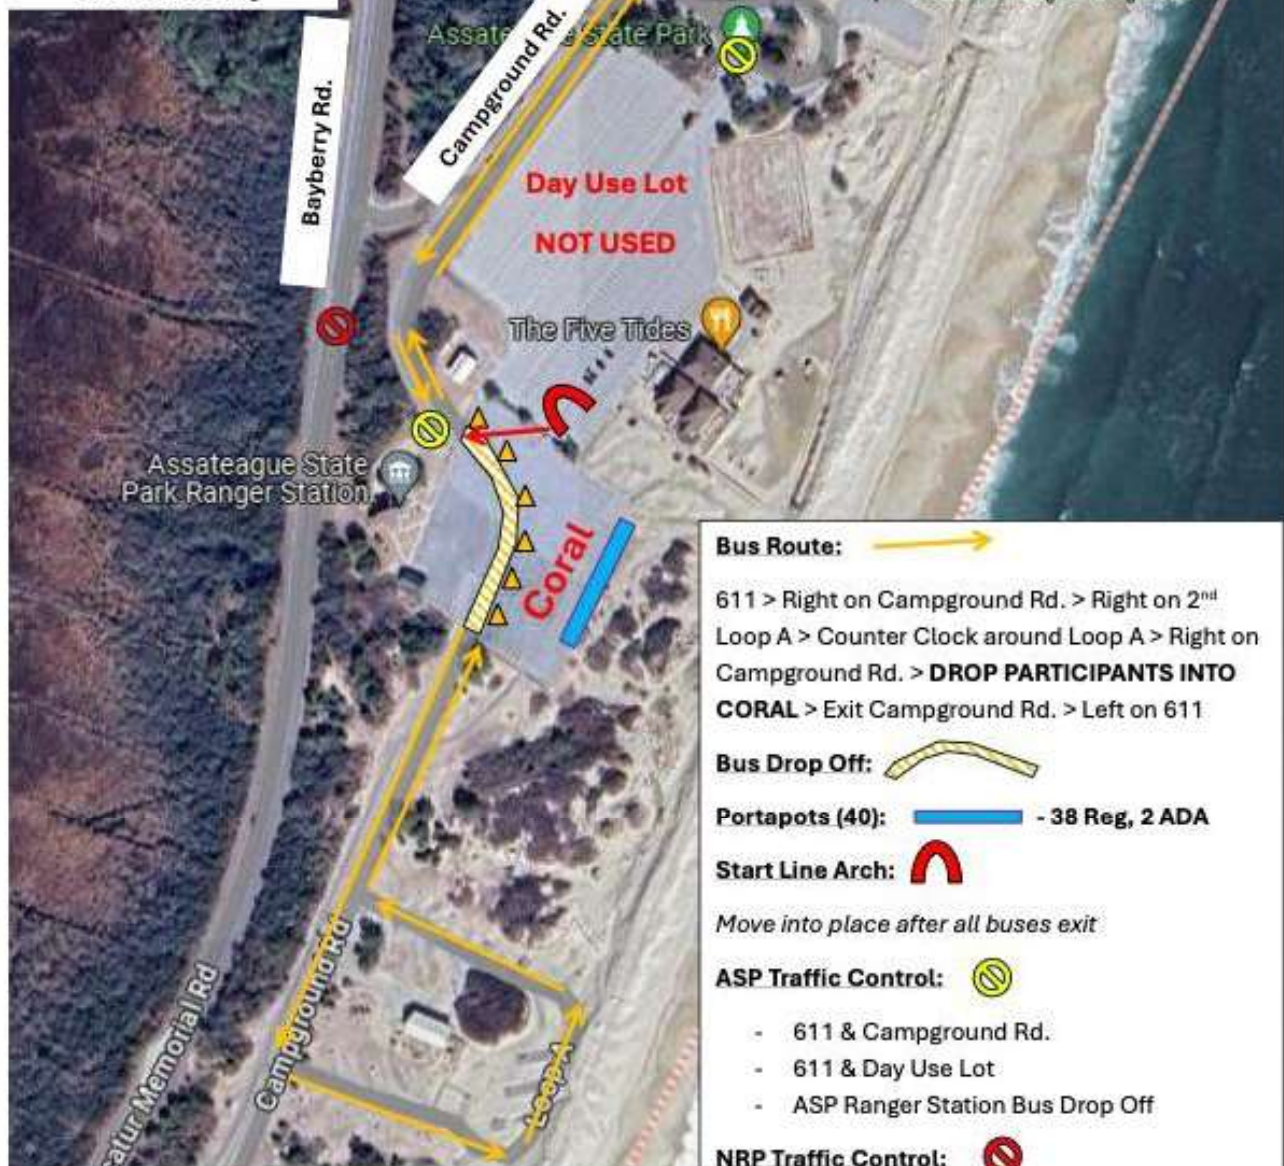 Assateague State Park
Campground Rd.
Bayberry Rd.
Day Use Lot
NOT USED
The Five Tides
Assateague State
Park Ranger Station
Coral
Campground Rd
Loop A
atur Memorial Rd
Bus Route:
611 > Right on Campground Rd. > Right on 2nd
Loop A > Counter Clock around Loop A > Right on
Campground Rd. > DROP PARTICIPANTS INTO
CORAL > Exit Campground Rd. > Left on 611
Bus Drop Off:
Portapots (40): - 38 Reg, 2 ADA
Start Line Arch:
Move into place after all buses exit
ASP Traffic Control:
- 611 & Campground Rd.
- 611 & Day Use Lot
- ASP Ranger Station Bus Drop Off
NRP Traffic Control: